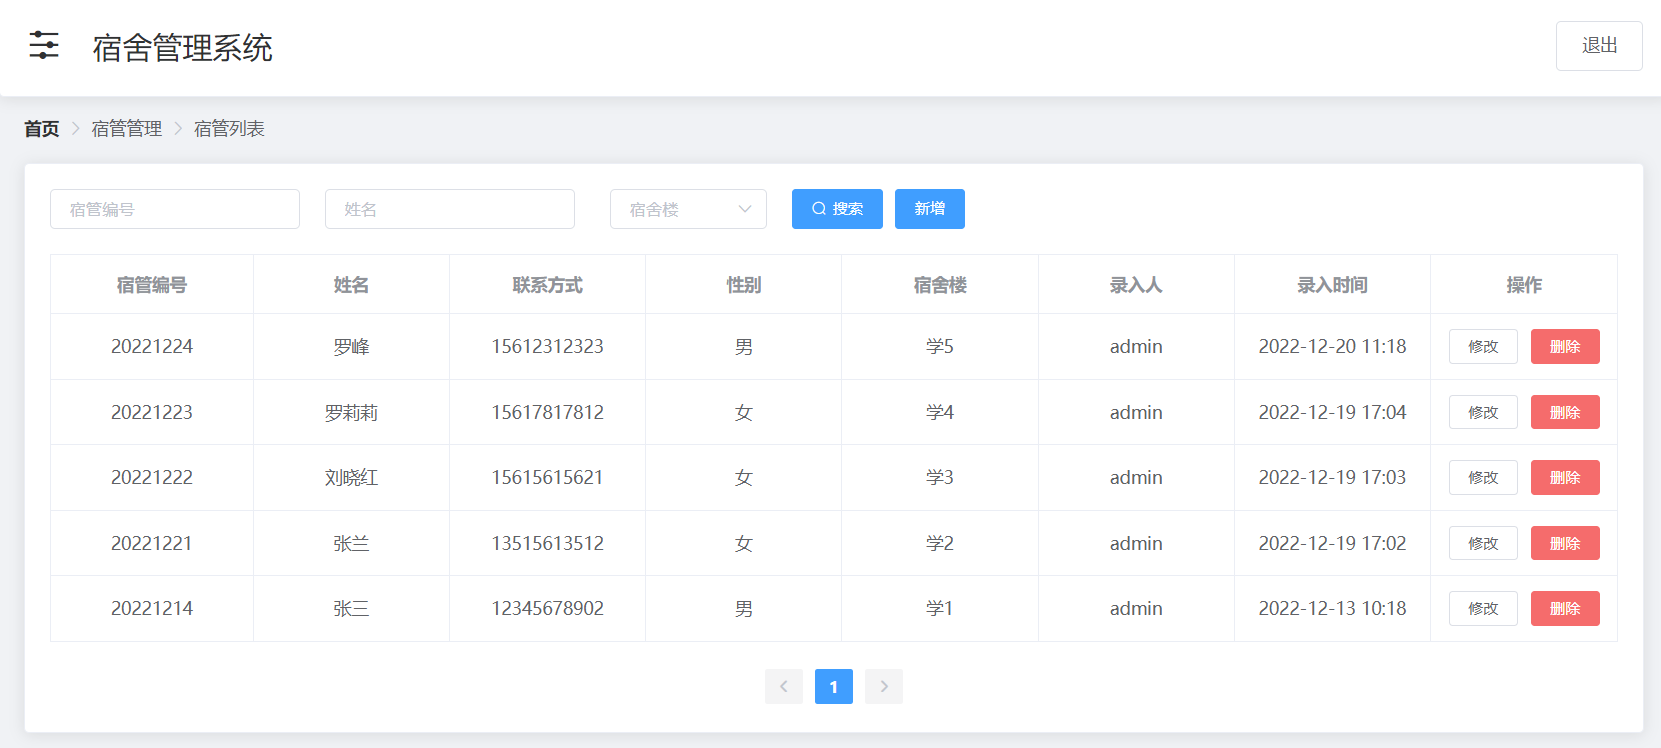 宿舍管理系统
退出
首页 宿管管理 宿管列表
宿管编号 姓名 宿舍楼 搜索 新增
宿管编号 姓名 联系方式 性别 宿舍楼 录入人 录入时间 操作
20221224 罗峰 15612312323 男 学5 admin 2022-12-20 11:18 修改 删除
20221223 罗莉莉 15617817812 女 学4 admin 2022-12-19 17:04 修改 删除
20221222 刘晓红 15615615621 女 学3 admin 2022-12-19 17:03 修改 删除
20221221 张兰 13515613512 女 学2 admin 2022-12-19 17:02 修改 删除
20221214 张三 12345678902 男 学1 admin 2022-12-13 10:18 修改 删除
1